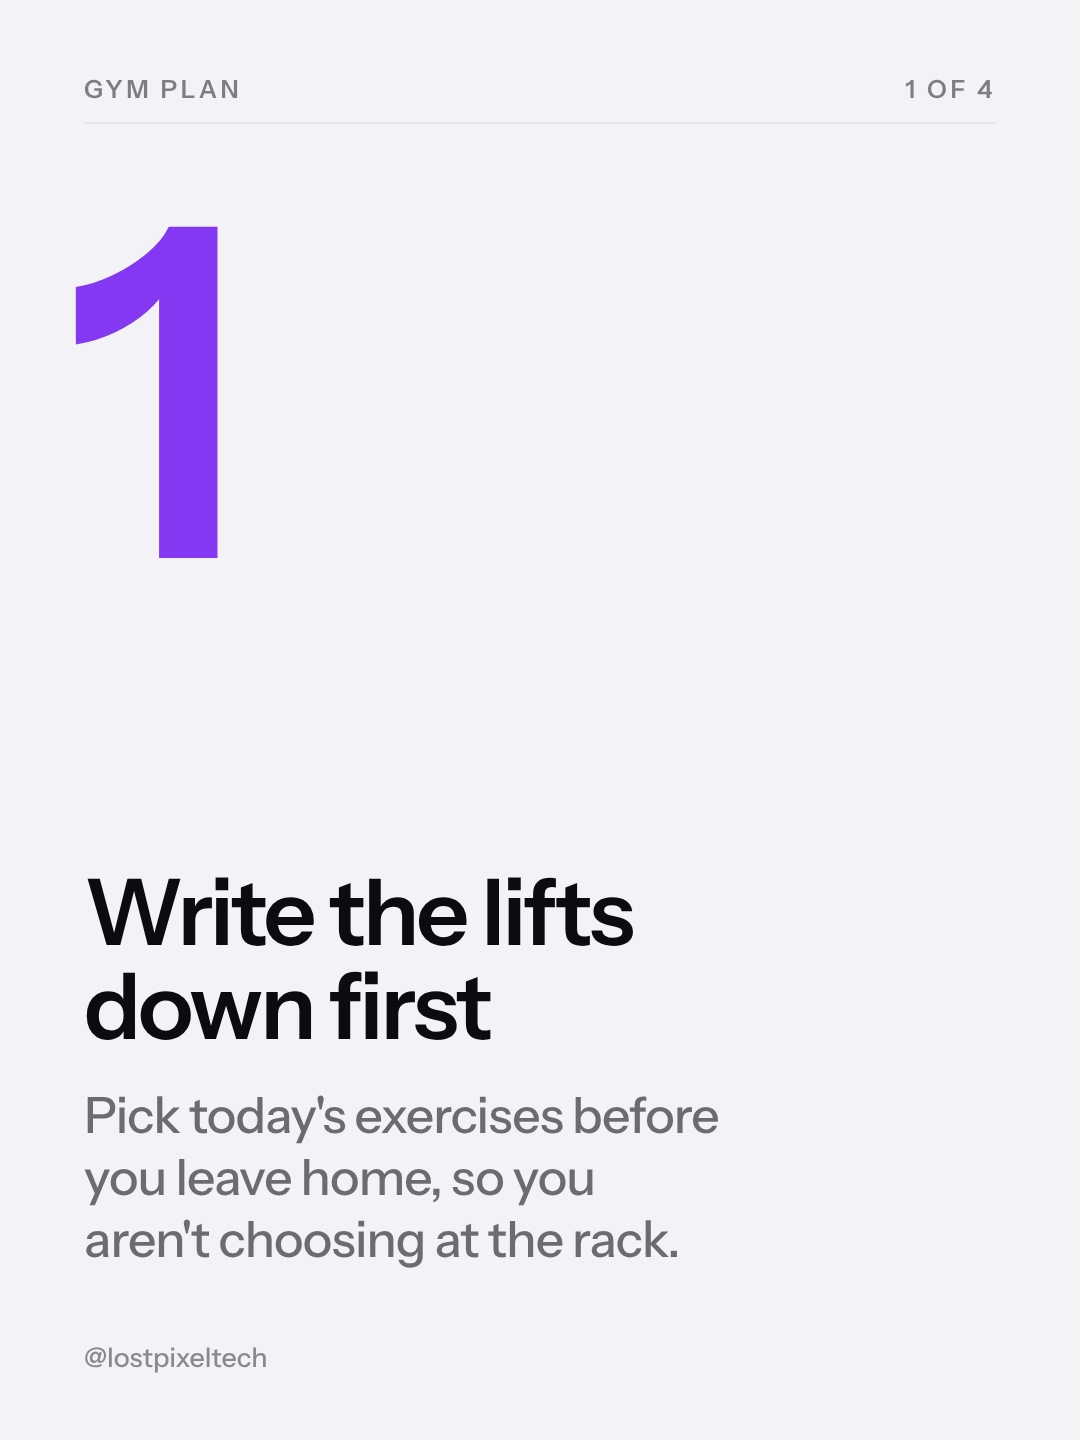 GYM PLAN
1 OF 4
1
Write the lifts
down first
Pick today's exercises before
you leave home, so you
aren't choosing at the rack.
@lostpixeltech